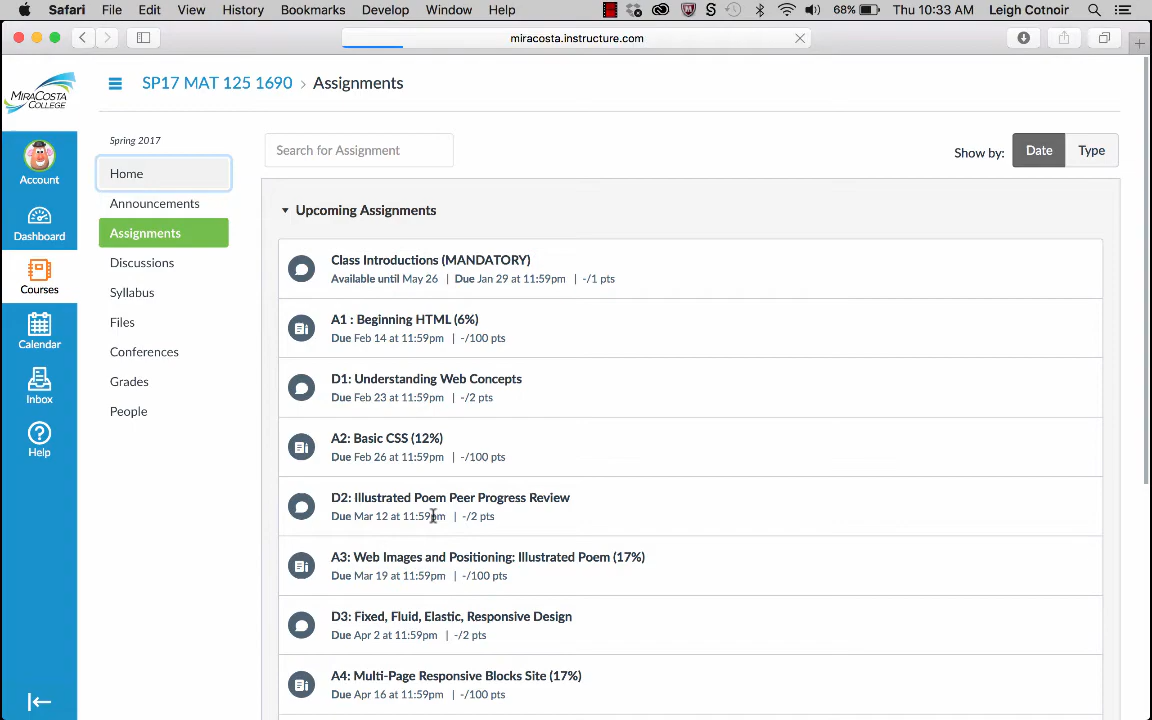 Safari File Edit View History Bookmarks Develop Window Help 68% Thu 10:33 AM Leigh Cotnoir
miracosta.instructure.com
MIRACOSTA COLLEGE
SP17 MAT 125 1690 > Assignments
Spring 2017
Account
Dashboard
Courses
Calendar
Inbox
Help
Home
Announcements
Assignments
Discussions
Syllabus
Files
Conferences
Grades
People
Search for Assignment
Show by: Date Type
Upcoming Assignments
Class Introductions (MANDATORY)
Available until May 26 | Due Jan 29 at 11:59pm | -/1 pts
A1 : Beginning HTML (6%)
Due Feb 14 at 11:59pm | -/100 pts
D1: Understanding Web Concepts
Due Feb 23 at 11:59pm | -/2 pts
A2: Basic CSS (12%)
Due Feb 26 at 11:59pm | -/100 pts
D2: Illustrated Poem Peer Progress Review
Due Mar 12 at 11:59pm | -/2 pts
A3: Web Images and Positioning: Illustrated Poem (17%)
Due Mar 19 at 11:59pm | -/100 pts
D3: Fixed, Fluid, Elastic, Responsive Design
Due Apr 2 at 11:59pm | -/2 pts
A4: Multi-Page Responsive Blocks Site (17%)
Due Apr 16 at 11:59pm | -/100 pts